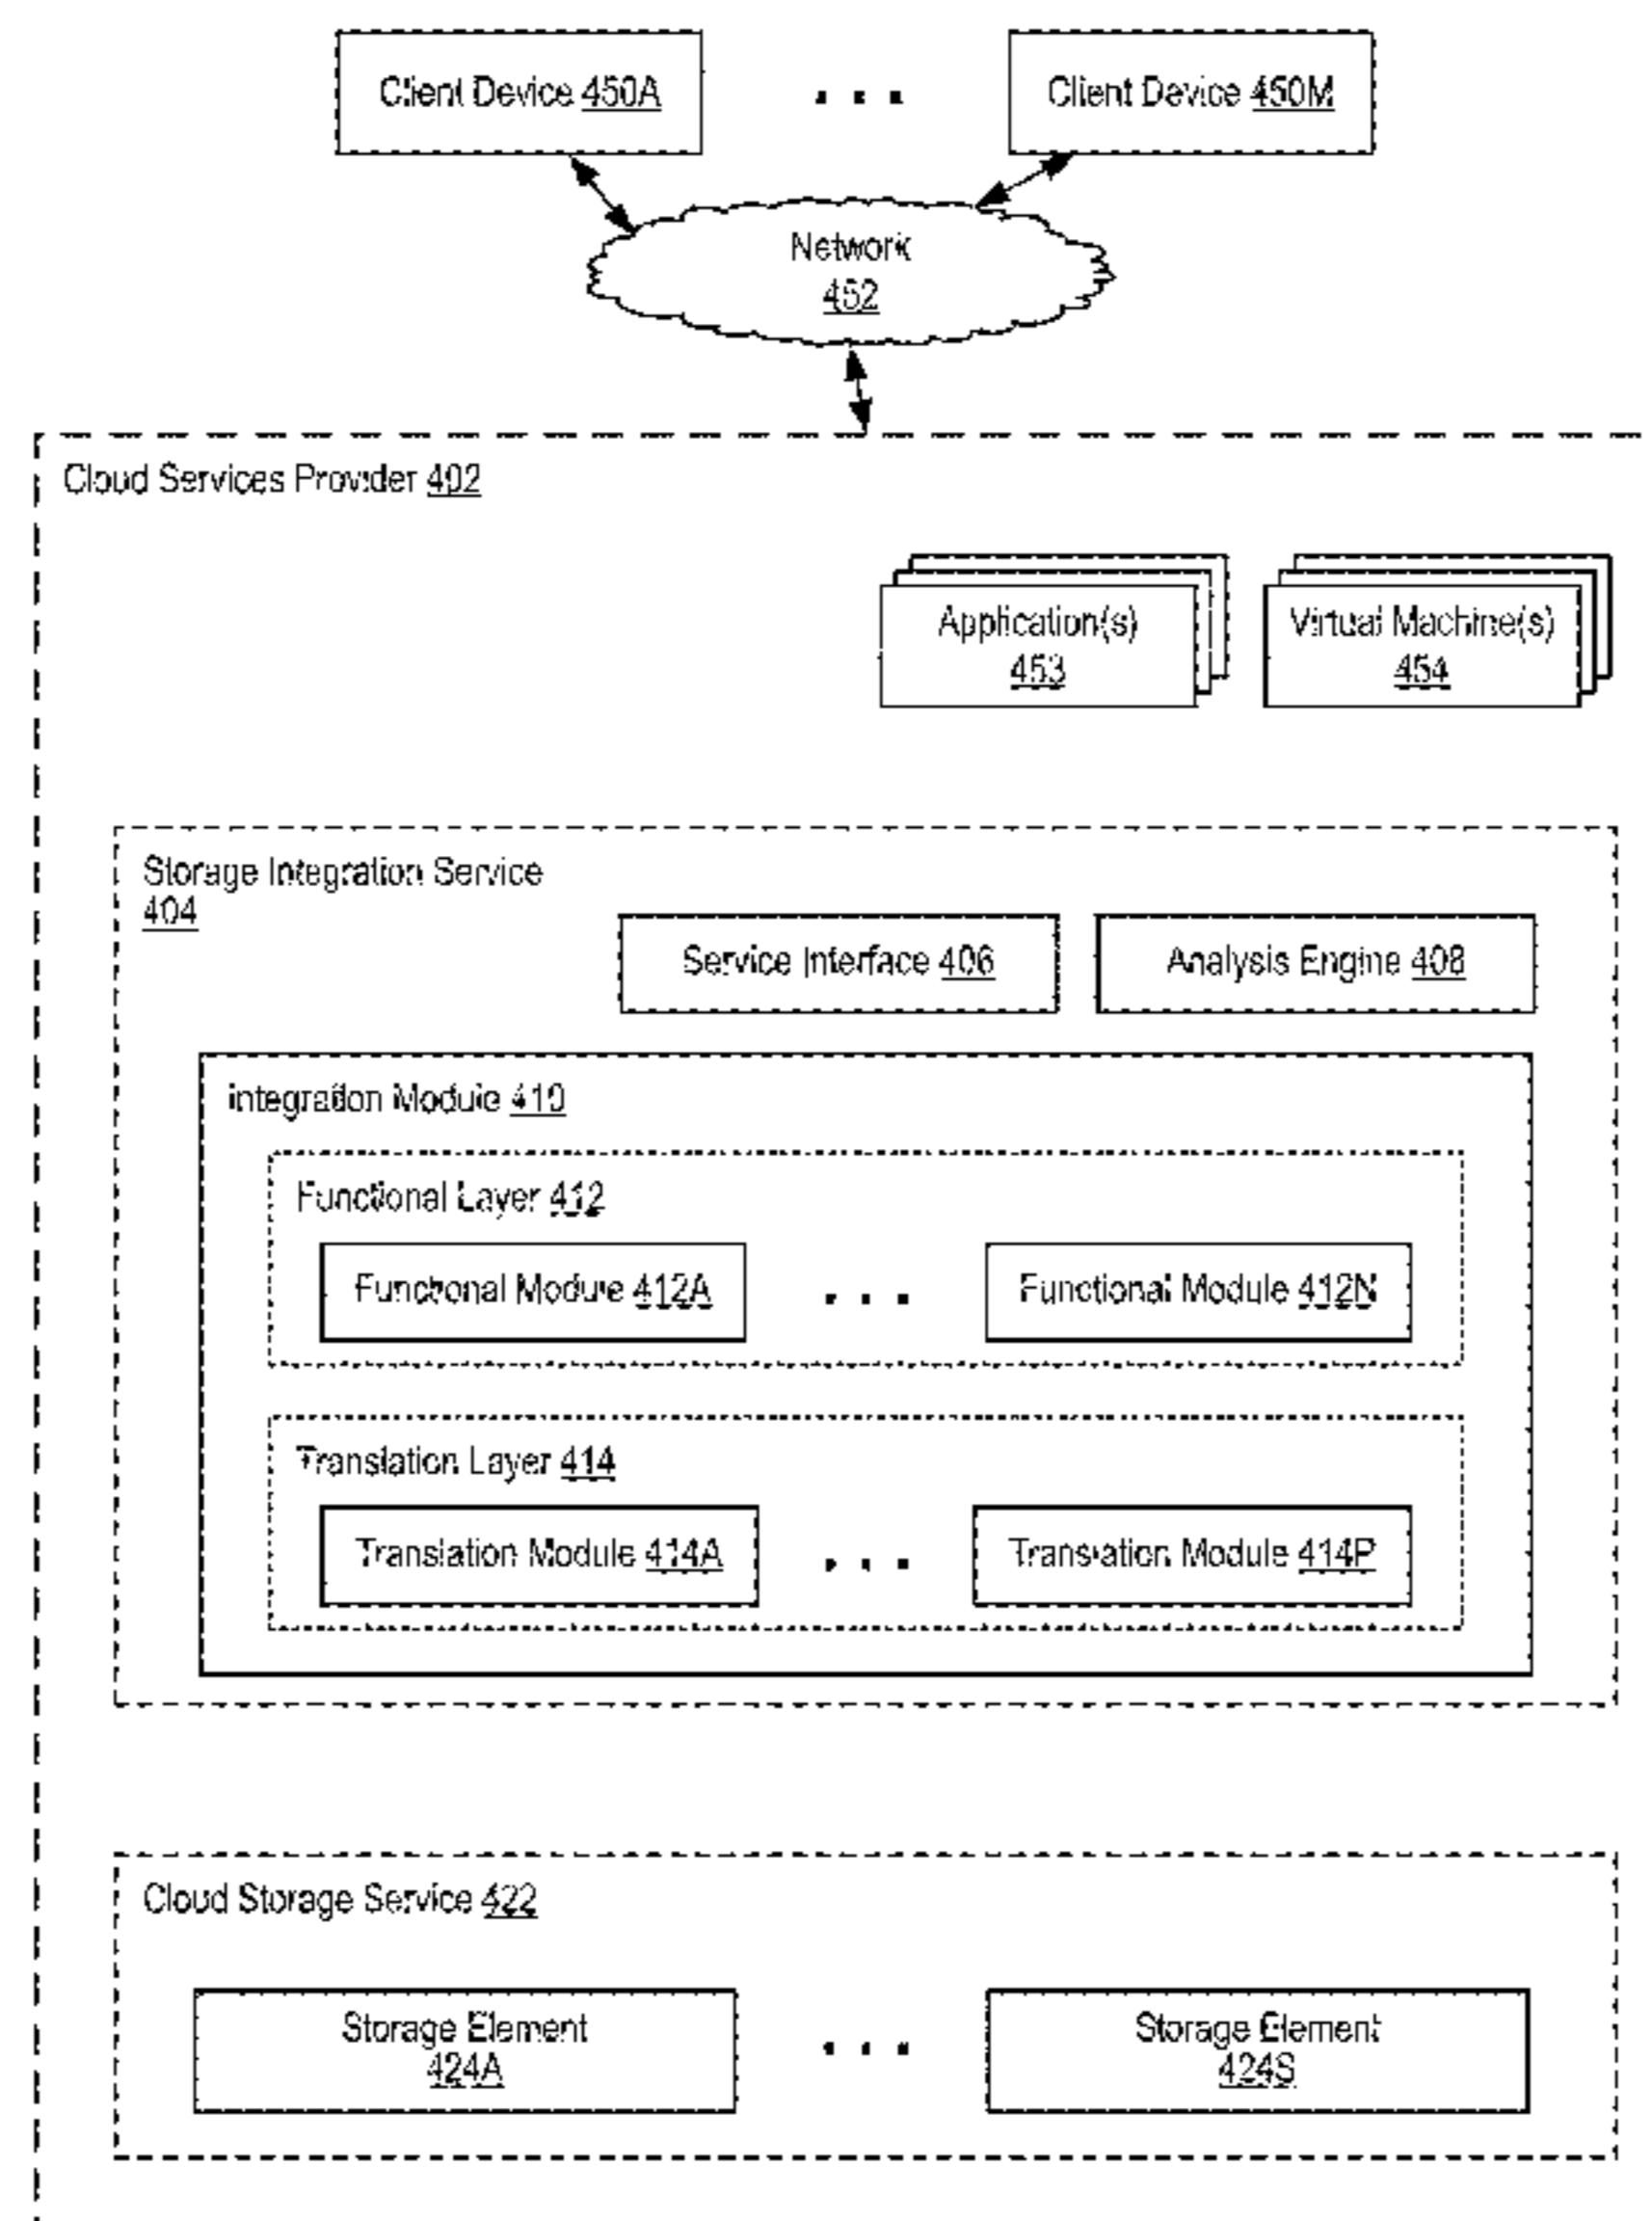 Client Device 450A
Client Device 450M
Network
452
Cloud Services Provider 402
Application(s)
453
Virtual Machine(s)
454
Storage Integration Service
404
Service Interface 406
Analysis Engine 408
Integration Module 410
Functional Layer 412
Functional Module 412A
Functional Module 412N
Translation Layer 414
Translation Module 414A
Translation Module 414P
Cloud Storage Service 422
Storage Element
424A
Storage Element
424S